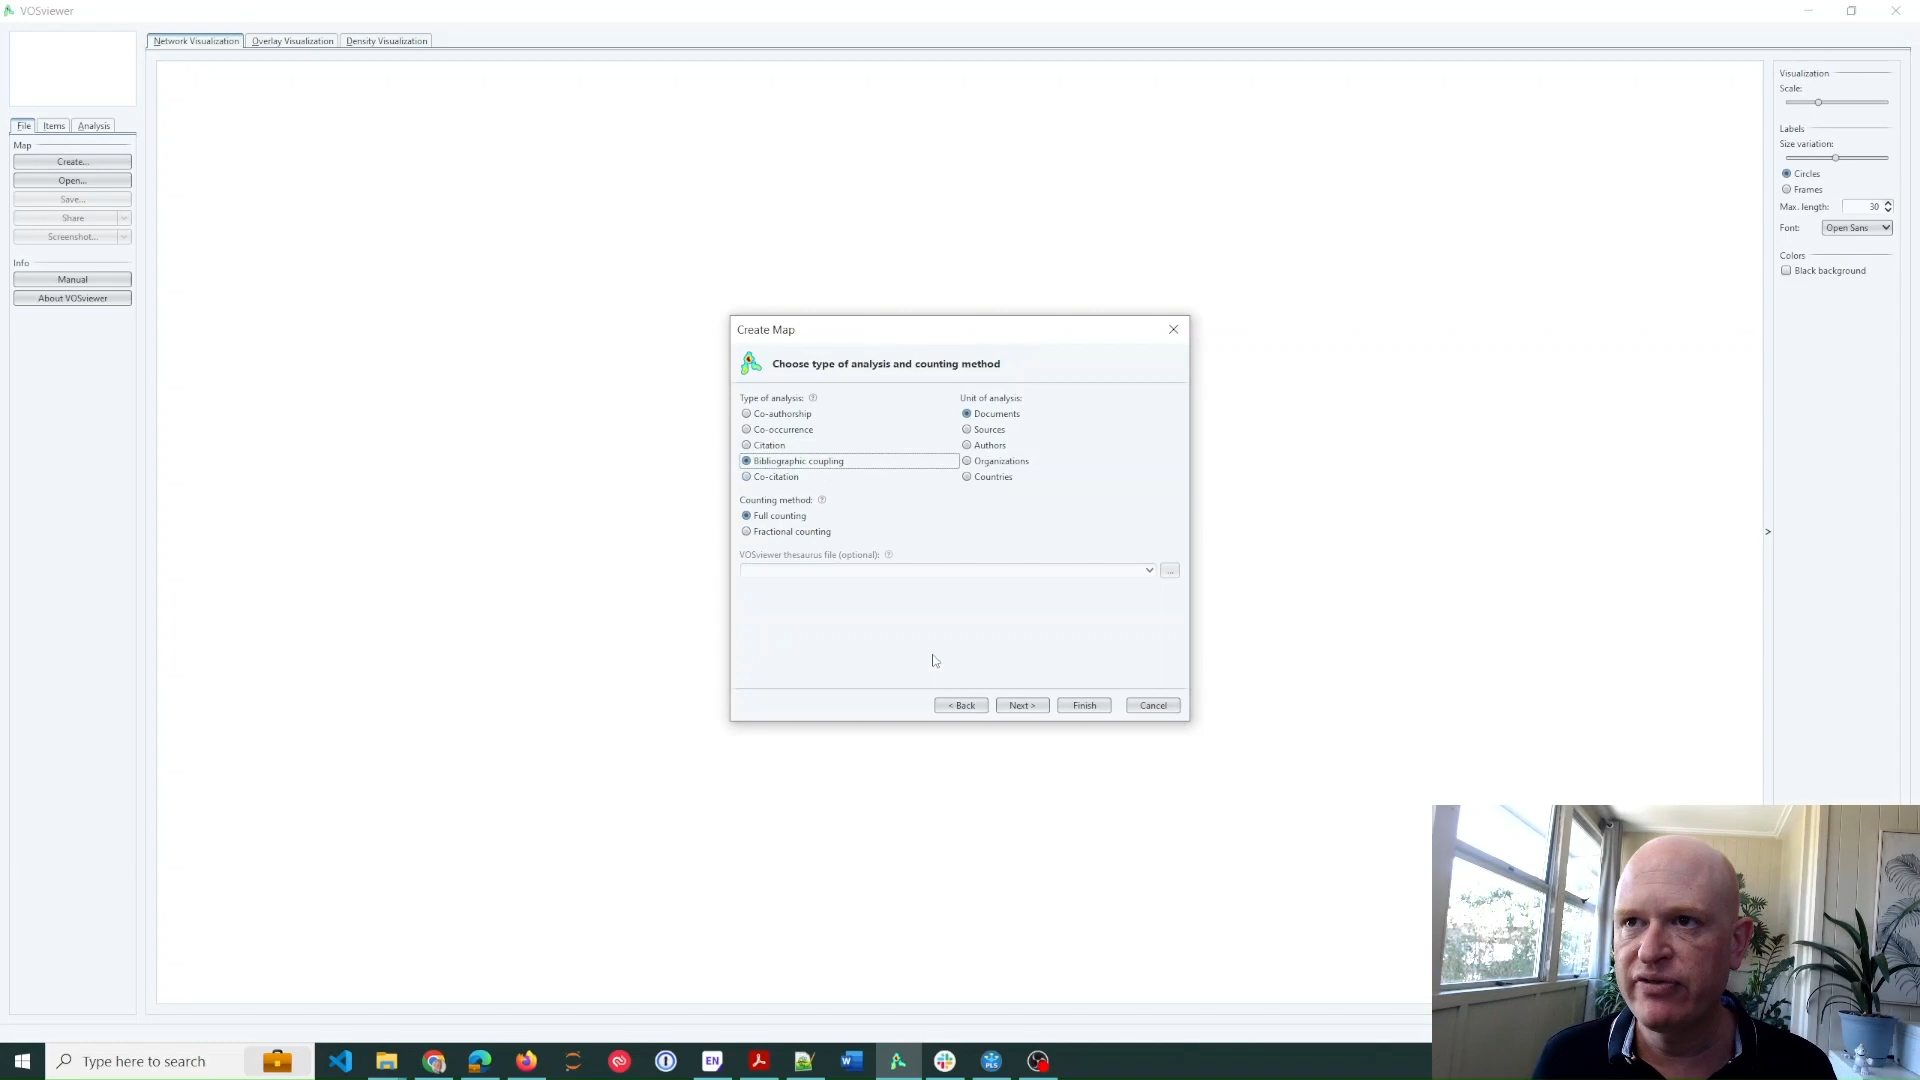 VOSviewer
Network Visualization
Overlay Visualization
Density Visualization
File
Items
Analysis
Map
Create...
Open...
Save...
Share
Screenshot...
Info
Manual
About VOSviewer
Create Map
Choose type of analysis and counting method
Type of analysis:
Co-authorship
Co-occurrence
Citation
Bibliographic coupling
Co-citation
Unit of analysis:
Documents
Sources
Authors
Organizations
Countries
Counting method:
Full counting
Fractional counting
VOSviewer thesaurus file (optional):
...
< Back
Next >
Finish
Cancel
Visualization
Scale:
Labels
Size variation:
Circles
Frames
Max. length:
30
Font:
Open Sans
Colors
Black background
>
Type here to search
EN
PLS